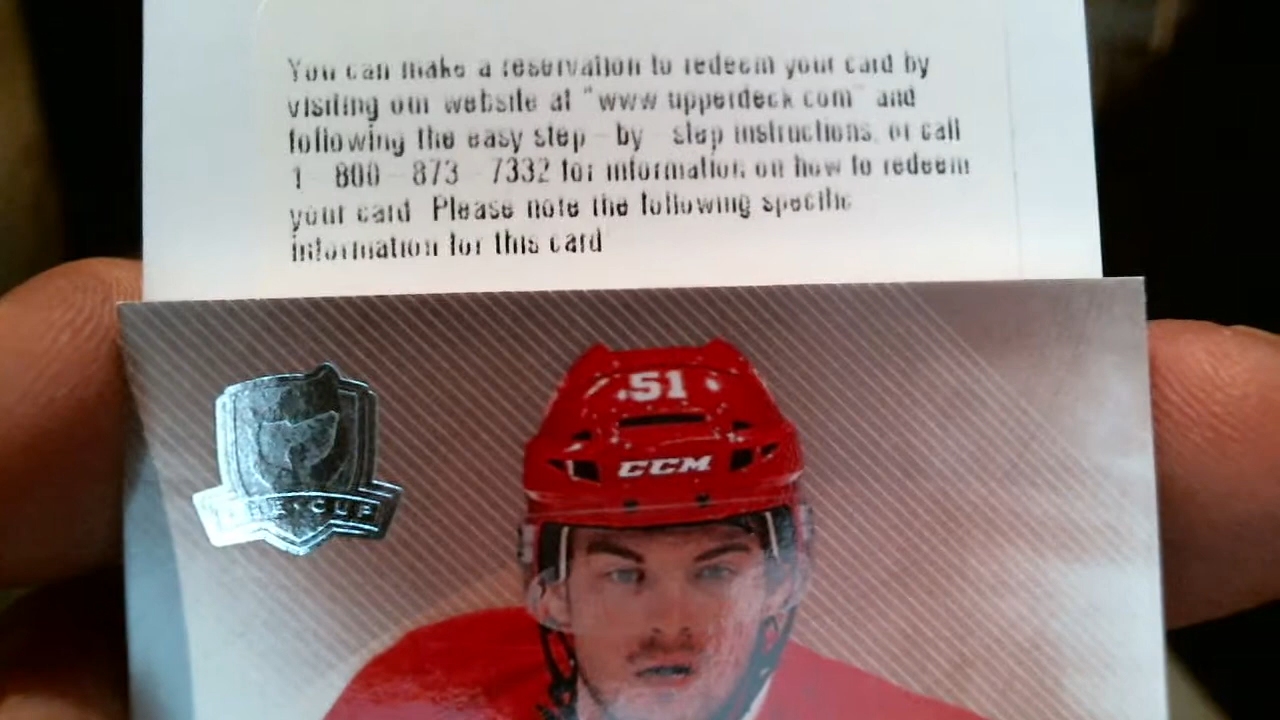 You can make a reservation to redeem your card by
visiting our website at "www upperdeck com" and
following the easy step - by - step instructions, or call
1 - 800 - 873 - 7332 for information on how to redeem
your card Please note the following specific
information for this card
51
CCM
THE CUP